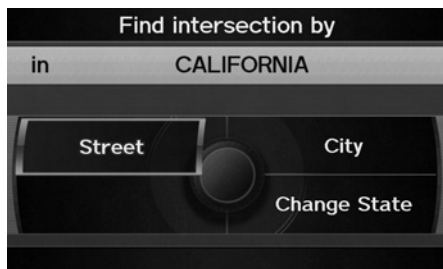 Find intersection by
in CALIFORNIA
Street City
Change State